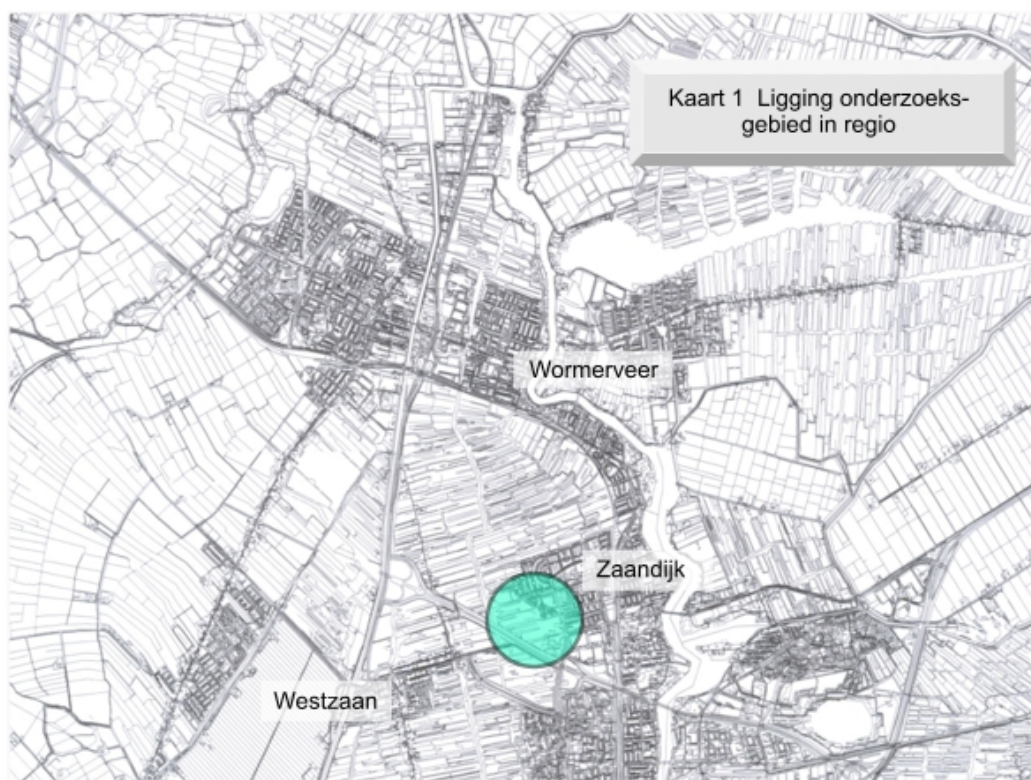 Kaart 1  Ligging onderzoeks-
gebied in regio
Wormerveer
Zaandijk
Westzaan